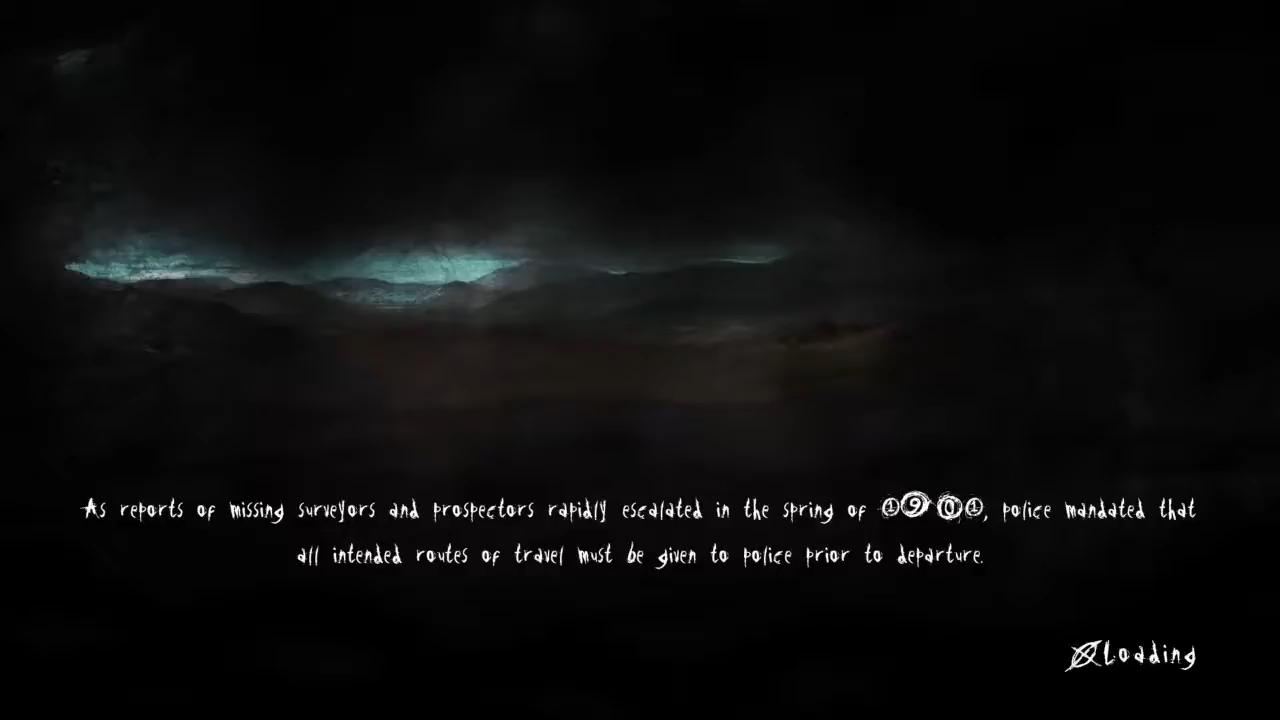 As reports of missing surveyors and prospectors rapidly escalated in the spring of 1901, police mandated that
all intended routes of travel must be given to police prior to departure.
Loading